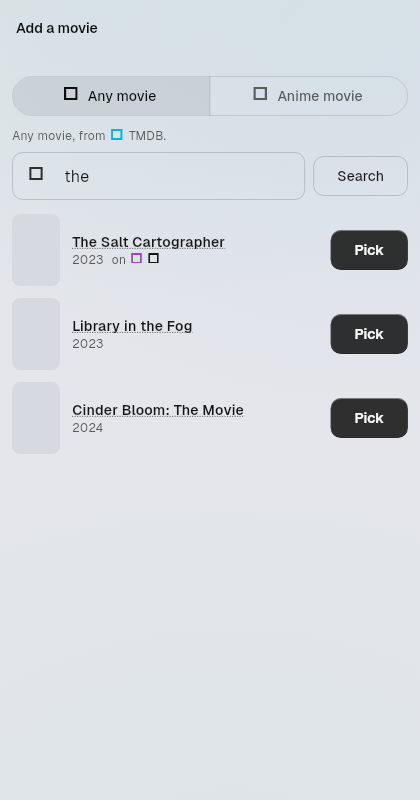 Add a movie
Any movie
Anime movie
Any movie, from TMDB.
the
Search
The Salt Cartographer
2023 on
Pick
Library in the Fog
2023
Pick
Cinder Bloom: The Movie
2024
Pick